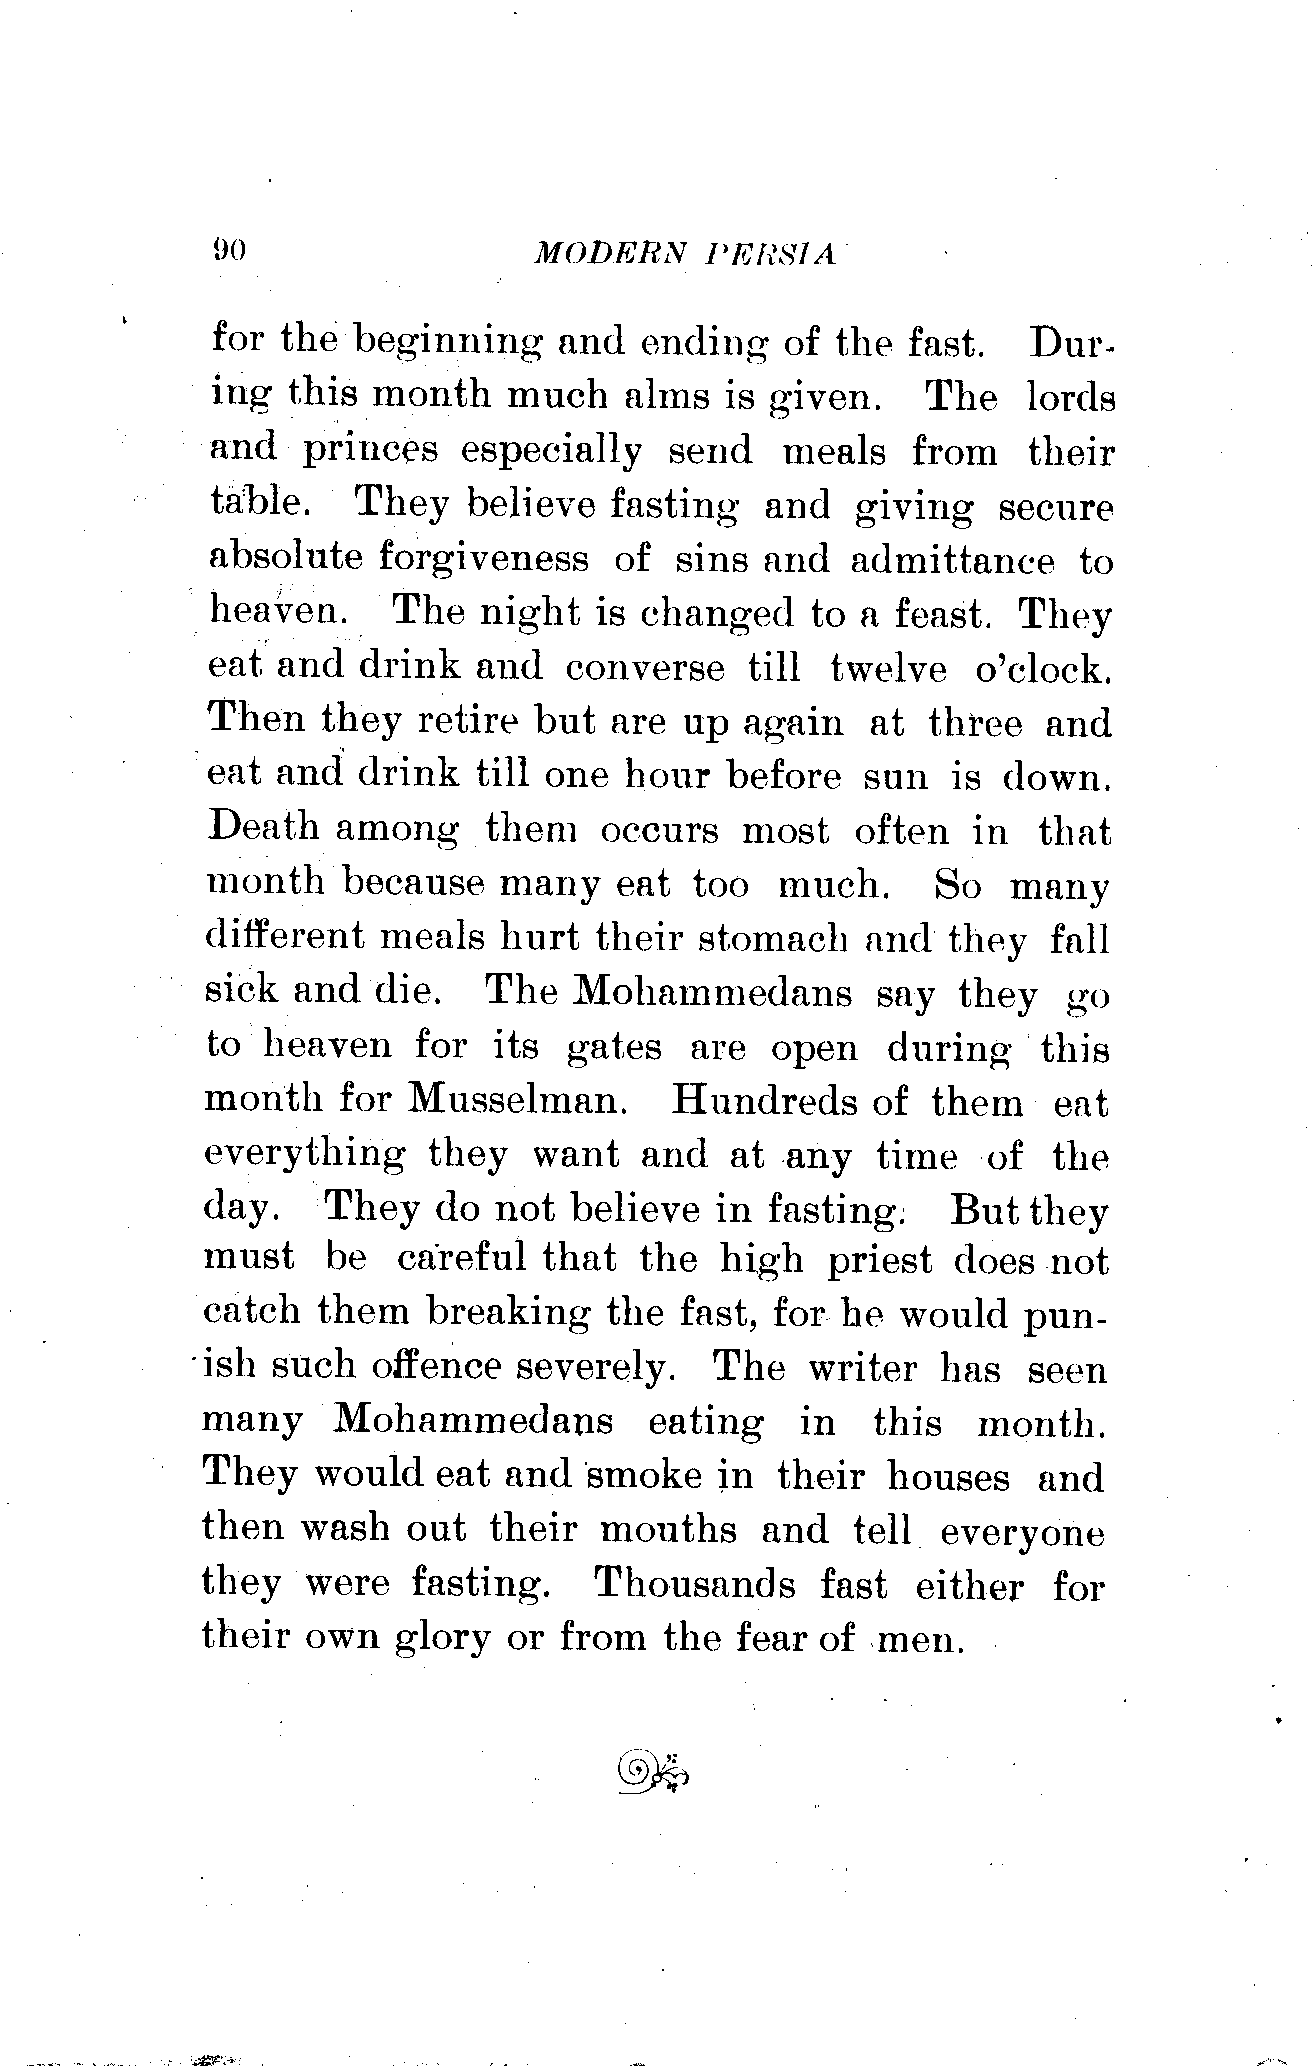 90 MODERN PERSIA
for the beginning and ending of the fast. Dur-
ing this month much alms is given. The lords
and princes especially send meals from their
table. They believe fasting and giving secure
absolute forgiveness of sins and admittance to
heaven. The night is changed to a feast. They
eat and drink and converse till twelve o'clock.
Then they retire but are up again at three and
eat and drink till one hour before sun is down.
Death among them occurs most often in that
month because many eat too much. So many
different meals hurt their stomach and they fall
sick and die. The Mohammedans say they go
to heaven for its gates are open during this
month for Musselman. Hundreds of them eat
everything they want and at any time of the
day. They do not believe in fasting. But they
must be careful that the high priest does not
catch them breaking the fast, for he would pun-
ish such offence severely. The writer has seen
many Mohammedans eating in this month.
They would eat and smoke in their houses and
then wash out their mouths and tell everyone
they were fasting. Thousands fast either for
their own glory or from the fear of men.